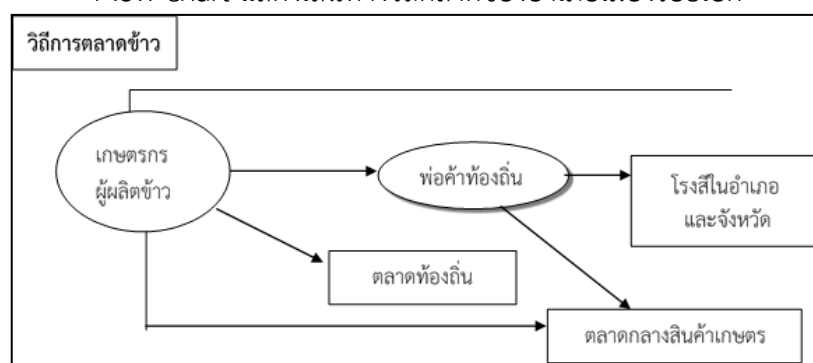 วิถีการตลาดข้าว
เกษตรกร
ผู้ผลิตข้าว
พ่อค้าท้องถิ่น
โรงสีในอำเภอ
และจังหวัด
ตลาดท้องถิ่น
ตลาดกลางสินค้าเกษตร